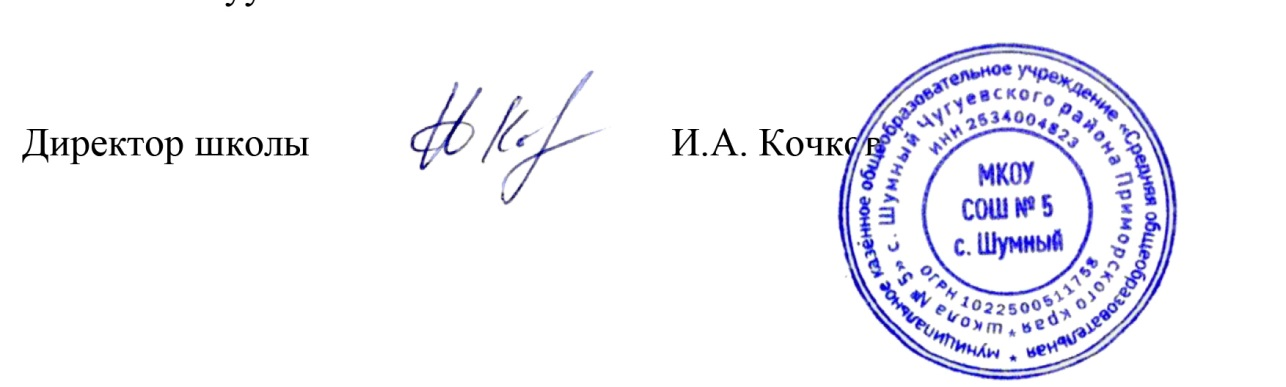 Директор школы И.А. Кочков
муниципальное казённое общеобразовательное учреждение «Средняя общеобразовательная *
школа № 5» с. Шумный Чугуевского района Приморского края *
ИНН 2534004823
МКОУ
СОШ № 5
с. Шумный
ОГРН 1022500511758